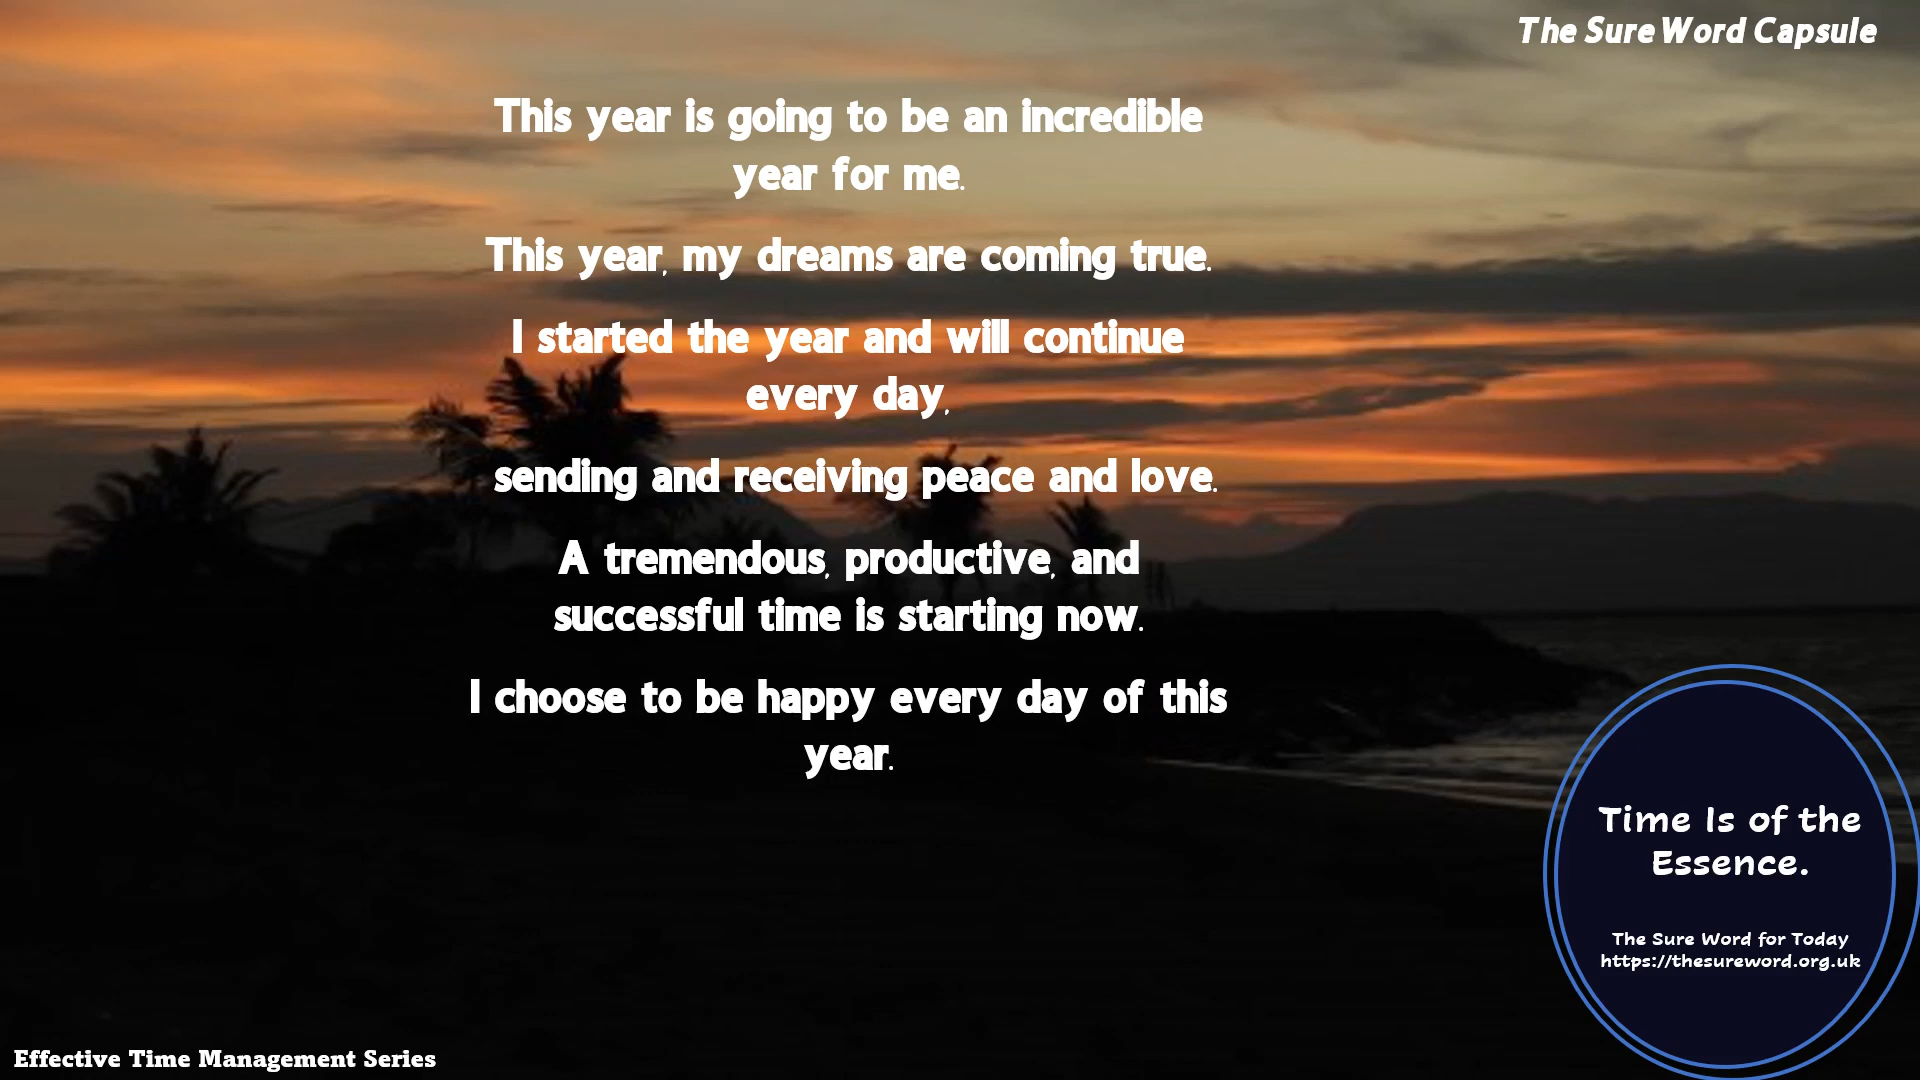 The Sure Word Capsule
This year is going to be an incredible
year for me.
This year, my dreams are coming true.
I started the year and will continue
every day,
sending and receiving peace and love.
A tremendous, productive, and
successful time is starting now.
I choose to be happy every day of this
year.
Time Is of the
Essence.
The Sure Word for Today
https://thesureword.org.uk
Effective Time Management Series